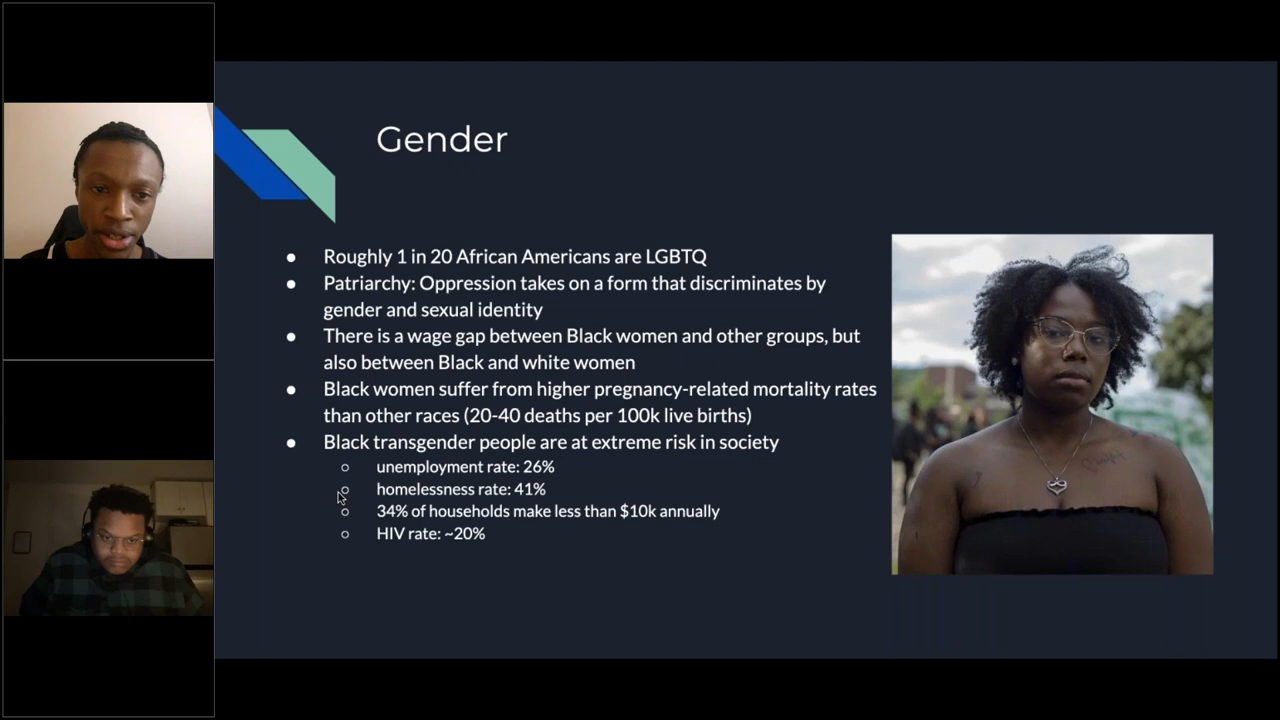 Gender
Roughly 1 in 20 African Americans are LGBTQ
Patriarchy: Oppression takes on a form that discriminates by
gender and sexual identity
There is a wage gap between Black women and other groups, but
also between Black and white women
Black women suffer from higher pregnancy-related mortality rates
than other races (20-40 deaths per 100k live births)
Black transgender people are at extreme risk in society
unemployment rate: 26%
homelessness rate: 41%
34% of households make less than $10k annually
HIV rate: ~20%